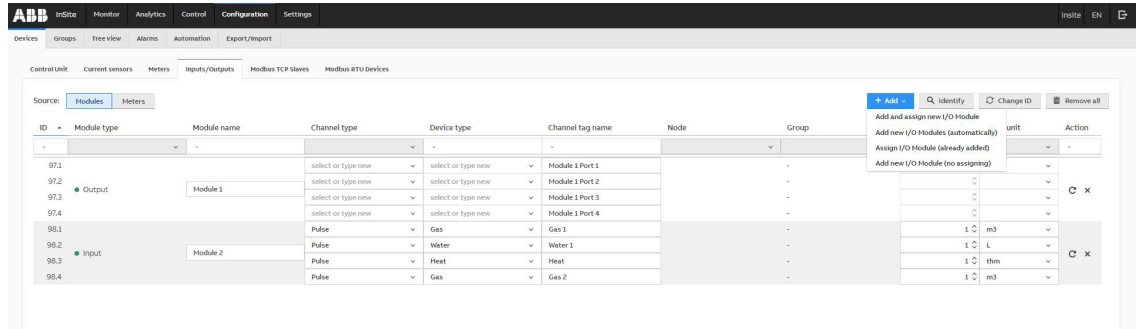 ABB InSite Monitor Analytics Control Configuration Settings Insite EN
Devices Groups Tree view Alarms Automation Export/Import
Control Unit Current sensors Meters Inputs/Outputs Modbus TCP Slaves Modbus RTU Devices
Source: Modules Meters + Add Identify Change ID Remove all
Add and assign new I/O Module
Add new I/O Modules (automatically)
Assign I/O Module (already added)
Add new I/O Module (no assigning)
ID Module type Module name Channel type Device type Channel tag name Node Group unit Action
- - - - -
97.1 select or type new select or type new Module 1 Port 1 -
97.2 select or type new select or type new Module 1 Port 2 -
Output Module 1
97.3 select or type new select or type new Module 1 Port 3 -
97.4 select or type new select or type new Module 1 Port 4 -
98.1 Pulse Gas Gas 1 - 1 m3
98.2 Pulse Water Water 1 - 1 L
Input Module 2
98.3 Pulse Heat Heat - 1 thm
98.4 Pulse Gas Gas 2 - 1 m3